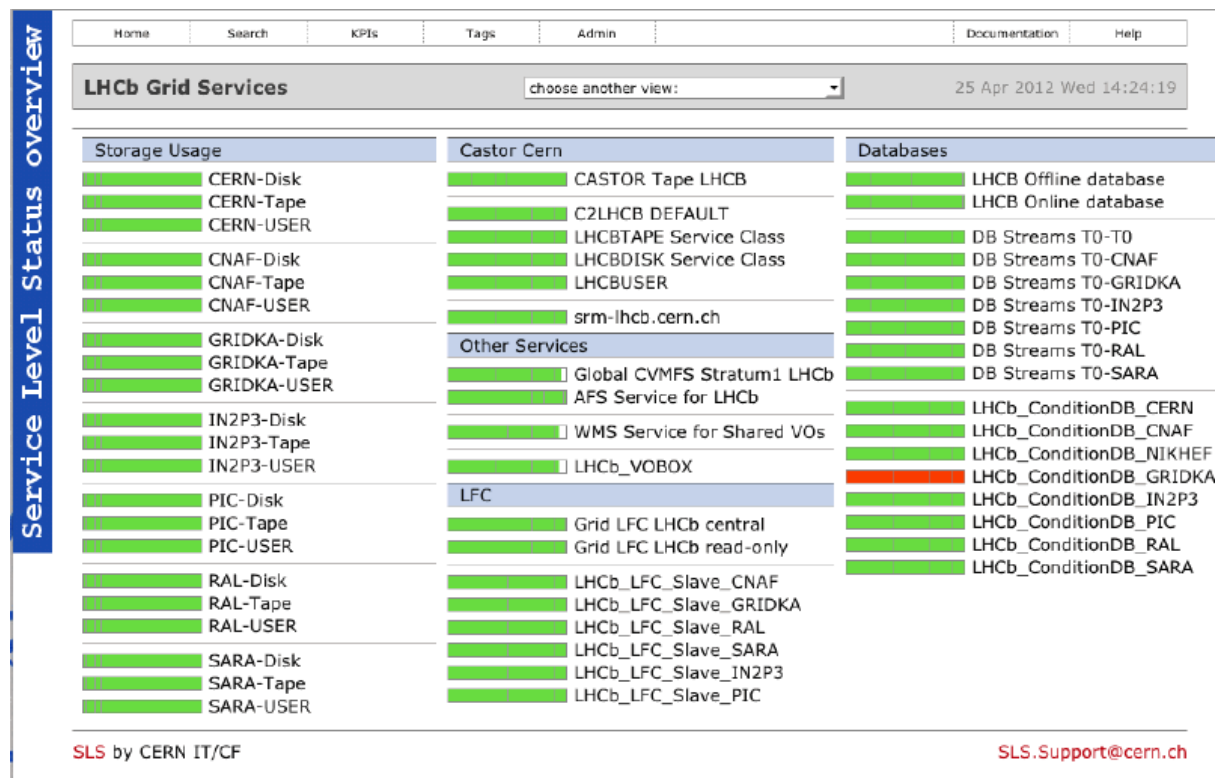 Service Level Status overview
Home Search KPIs Tags Admin Documentation Help
LHCb Grid Services
choose another view:
25 Apr 2012 Wed 14:24:19
Storage Usage
CERN-Disk
CERN-Tape
CERN-USER
CNAF-Disk
CNAF-Tape
CNAF-USER
GRIDKA-Disk
GRIDKA-Tape
GRIDKA-USER
IN2P3-Disk
IN2P3-Tape
IN2P3-USER
PIC-Disk
PIC-Tape
PIC-USER
RAL-Disk
RAL-Tape
RAL-USER
SARA-Disk
SARA-Tape
SARA-USER
Castor Cern
CASTOR Tape LHCB
C2LHCB DEFAULT
LHCBTAPE Service Class
LHCBDISK Service Class
LHCBUSER
srm-lhcb.cern.ch
Other Services
Global CVMFS Stratum1 LHCb
AFS Service for LHCb
WMS Service for Shared VOs
LHCb_VOBOX
LFC
Grid LFC LHCb central
Grid LFC LHCb read-only
LHCb_LFC_Slave_CNAF
LHCb_LFC_Slave_GRIDKA
LHCb_LFC_Slave_RAL
LHCb_LFC_Slave_SARA
LHCb_LFC_Slave_IN2P3
LHCb_LFC_Slave_PIC
Databases
LHCB Offline database
LHCB Online database
DB Streams T0-T0
DB Streams T0-CNAF
DB Streams T0-GRIDKA
DB Streams T0-IN2P3
DB Streams T0-PIC
DB Streams T0-RAL
DB Streams T0-SARA
LHCb_ConditionDB_CERN
LHCb_ConditionDB_CNAF
LHCb_ConditionDB_NIKHEF
LHCb_ConditionDB_GRIDKA
LHCb_ConditionDB_IN2P3
LHCb_ConditionDB_PIC
LHCb_ConditionDB_RAL
LHCb_ConditionDB_SARA
SLS by CERN IT/CF
SLS.Support@cern.ch